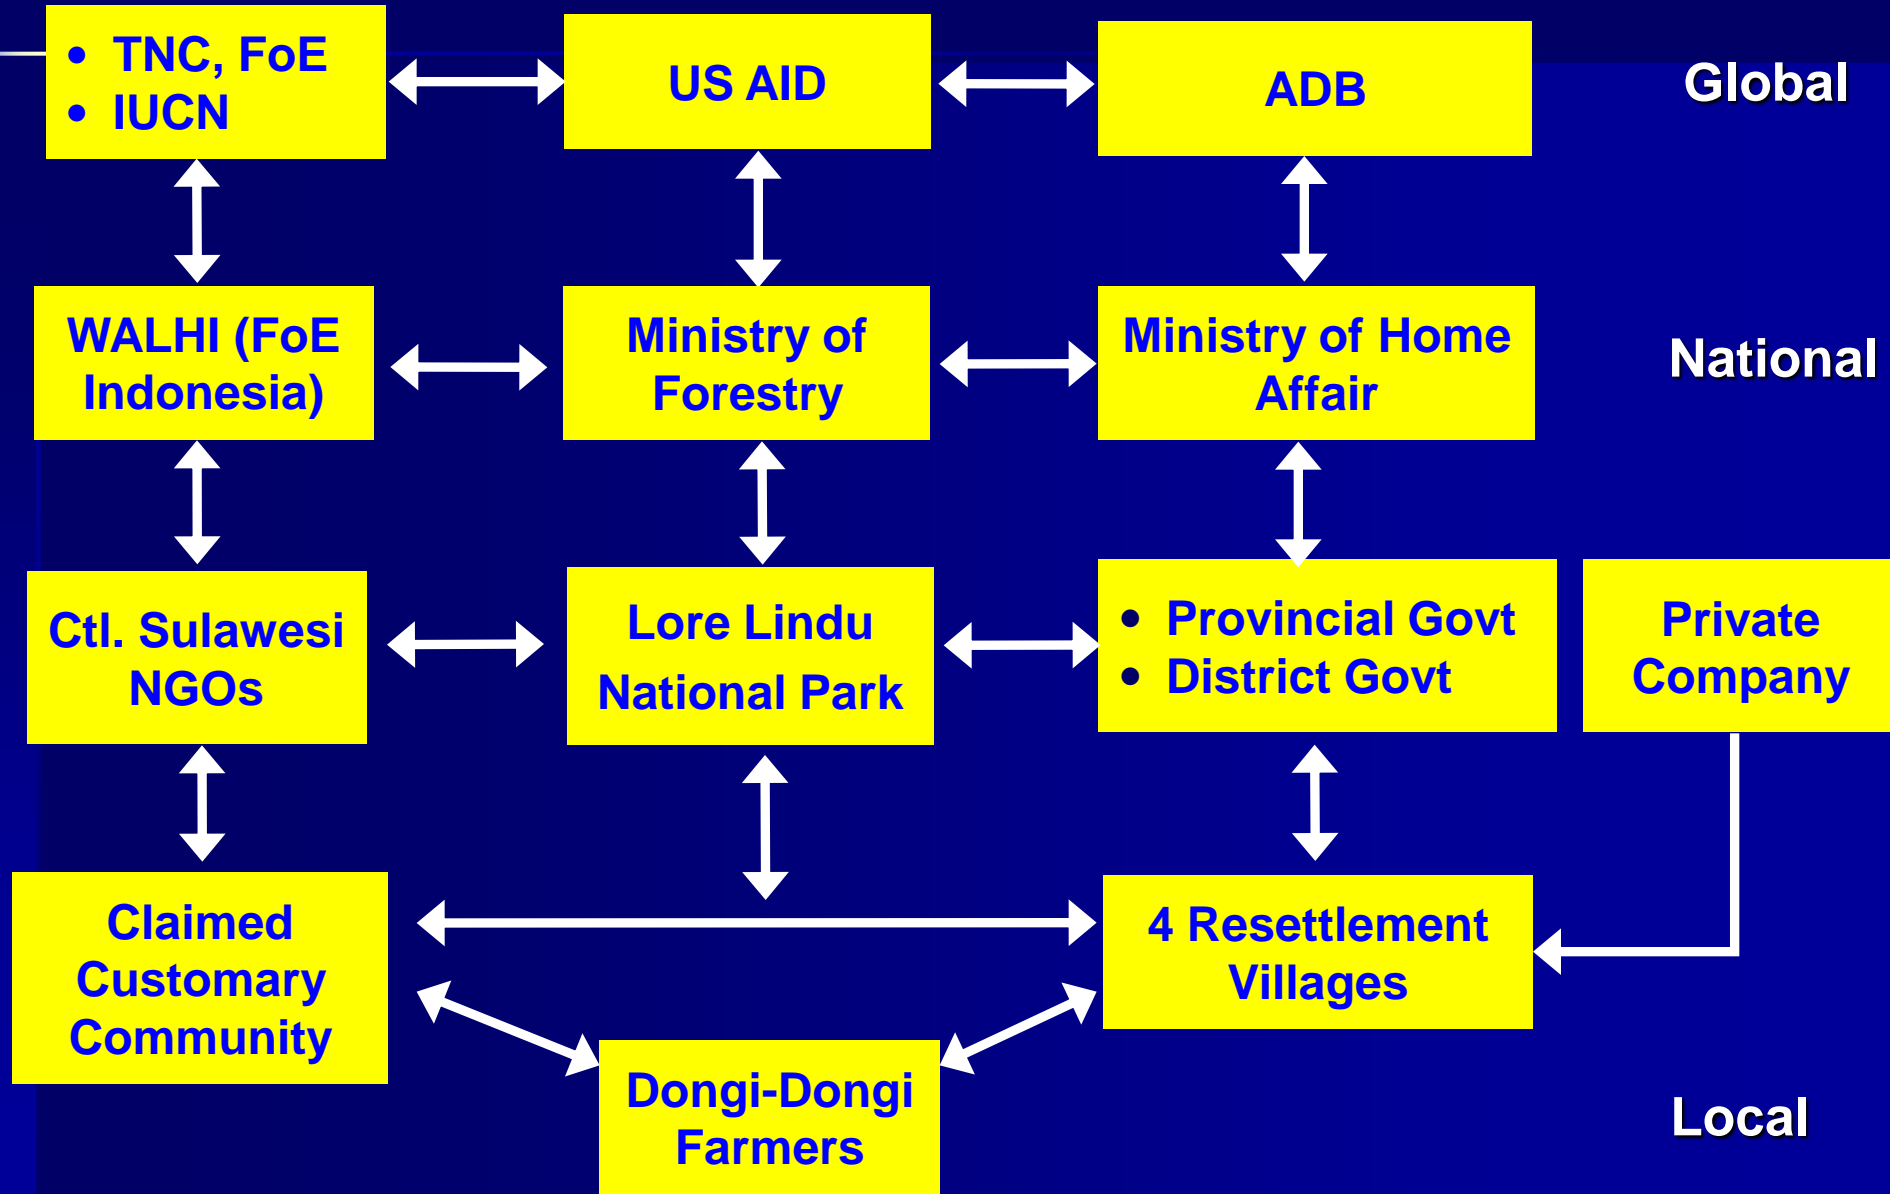 • TNC, FoE
• IUCN
US AID
ADB
Global
WALHI (FoE
Indonesia)
Ministry of
Forestry
Ministry of Home
Affair
National
Ctl. Sulawesi
NGOs
Lore Lindu
National Park
• Provincial Govt
• District Govt
Private
Company
Claimed
Customary
Community
4 Resettlement
Villages
Dongi-Dongi
Farmers
Local